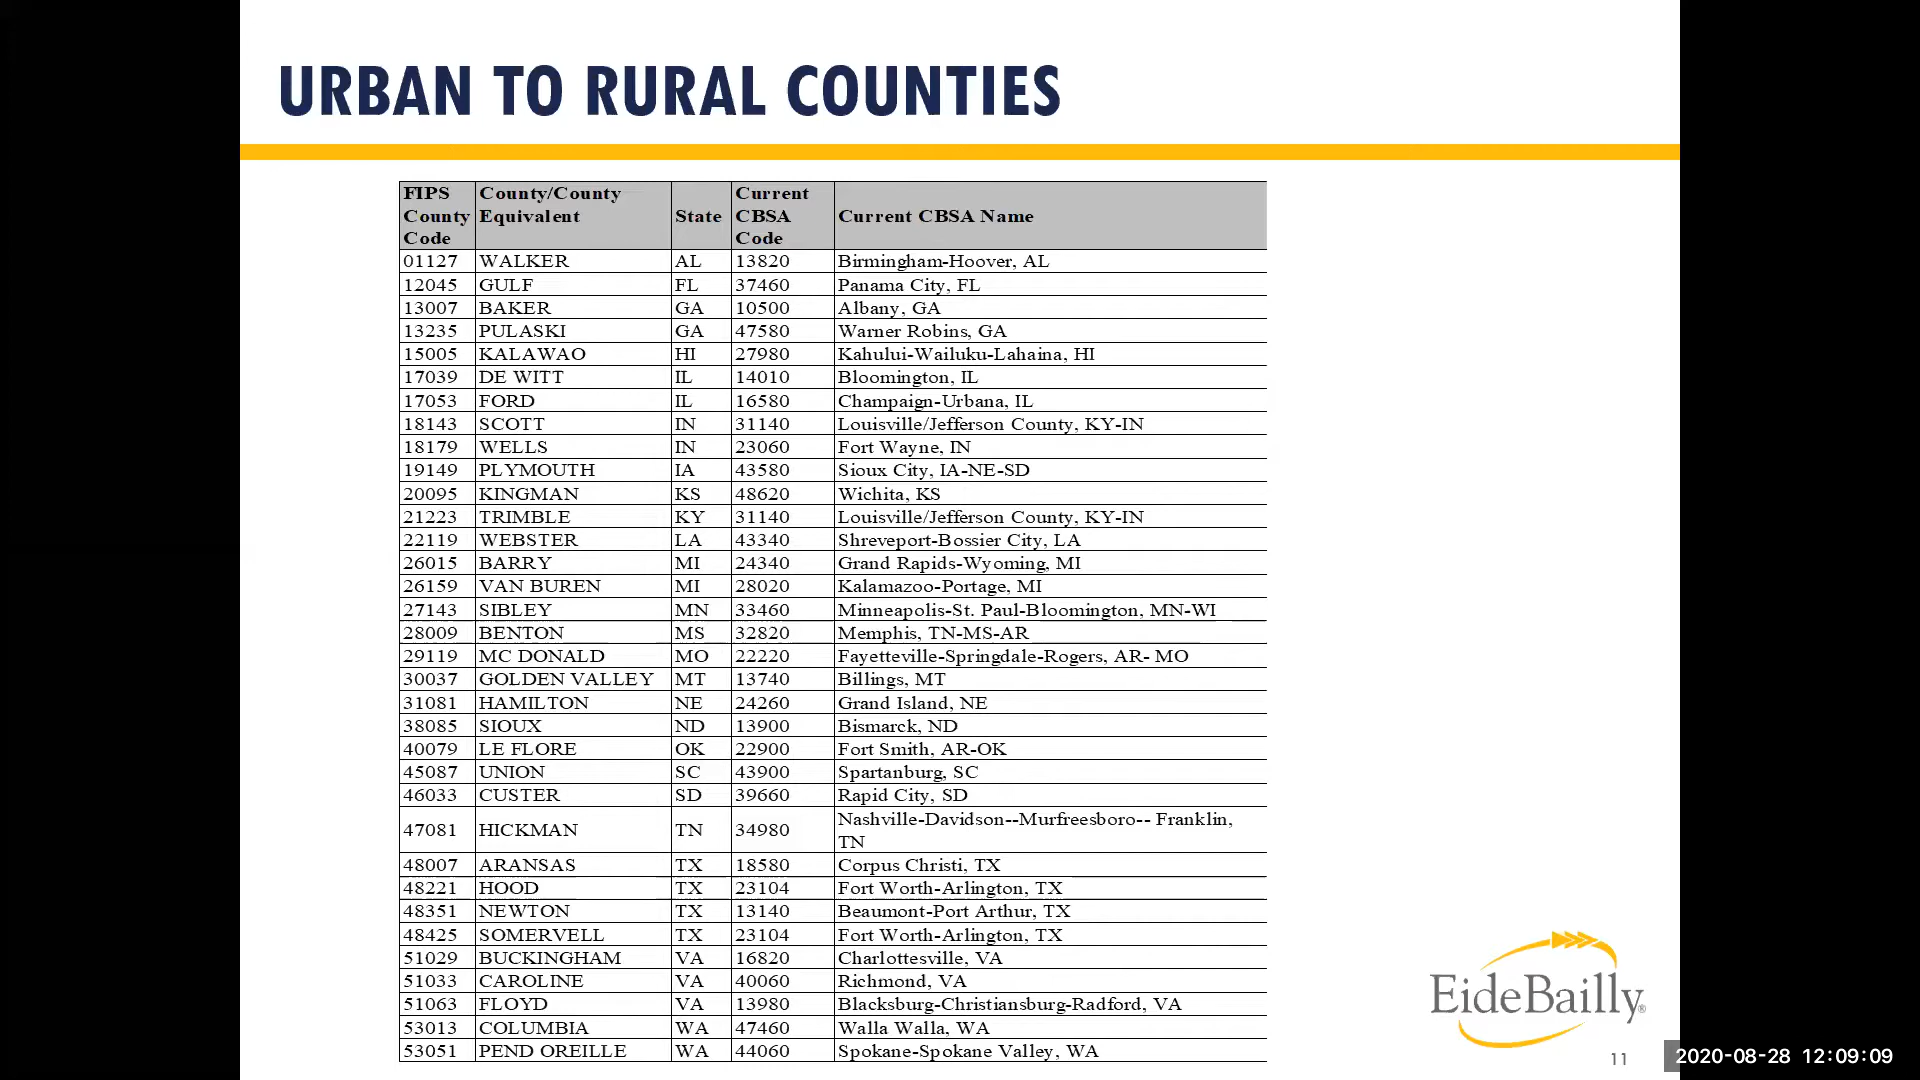 URBAN TO RURAL COUNTIES
FIPS County Code | County/County Equivalent | State | Current CBSA Code | Current CBSA Name
01127 WALKER AL 13820 Birmingham-Hoover, AL
12045 GULF FL 37460 Panama City, FL
13007 BAKER GA 10500 Albany, GA
13235 PULASKI GA 47580 Warner Robins, GA
15005 KALAWAO HI 27980 Kahului-Wailuku-Lahaina, HI
17039 DE WITT IL 14010 Bloomington, IL
17053 FORD IL 16580 Champaign-Urbana, IL
18143 SCOTT IN 31140 Louisville/Jefferson County, KY-IN
18179 WELLS IN 23060 Fort Wayne, IN
19149 PLYMOUTH IA 43580 Sioux City, IA-NE-SD
20095 KINGMAN KS 48620 Wichita, KS
21223 TRIMBLE KY 31140 Louisville/Jefferson County, KY-IN
22119 WEBSTER LA 43340 Shreveport-Bossier City, LA
26015 BARRY MI 24340 Grand Rapids-Wyoming, MI
26159 VAN BUREN MI 28020 Kalamazoo-Portage, MI
27143 SIBLEY MN 33460 Minneapolis-St. Paul-Bloomington, MN-WI
28009 BENTON MS 32820 Memphis, TN-MS-AR
29119 MC DONALD MO 22220 Fayetteville-Springdale-Rogers, AR- MO
30037 GOLDEN VALLEY MT 13740 Billings, MT
31081 HAMILTON NE 24260 Grand Island, NE
38085 SIOUX ND 13900 Bismarck, ND
40079 LE FLORE OK 22900 Fort Smith, AR-OK
45087 UNION SC 43900 Spartanburg, SC
46033 CUSTER SD 39660 Rapid City, SD
47081 HICKMAN TN 34980 Nashville-Davidson--Murfreesboro-- Franklin,
TN
48007 ARANSAS TX 18580 Corpus Christi, TX
48221 HOOD TX 23104 Fort Worth-Arlington, TX
48351 NEWTON TX 13140 Beaumont-Port Arthur, TX
48425 SOMERVELL TX 23104 Fort Worth-Arlington, TX
51029 BUCKINGHAM VA 16820 Charlottesville, VA
51033 CAROLINE VA 40060 Richmond, VA
51063 FLOYD VA 13980 Blacksburg-Christiansburg-Radford, VA
53013 COLUMBIA WA 47460 Walla Walla, WA
53051 PEND OREILLE WA 44060 Spokane-Spokane Valley, WA
EideBailly®
11
2020-08-28 12:09:09